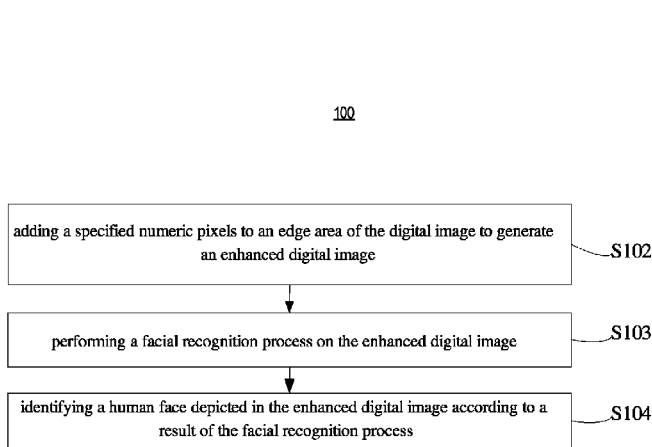 100
adding a specified numeric pixels to an edge area of the digital image to generate
an enhanced digital image
S102
performing a facial recognition process on the enhanced digital image
S103
identifying a human face depicted in the enhanced digital image according to a
result of the facial recognition process
S104